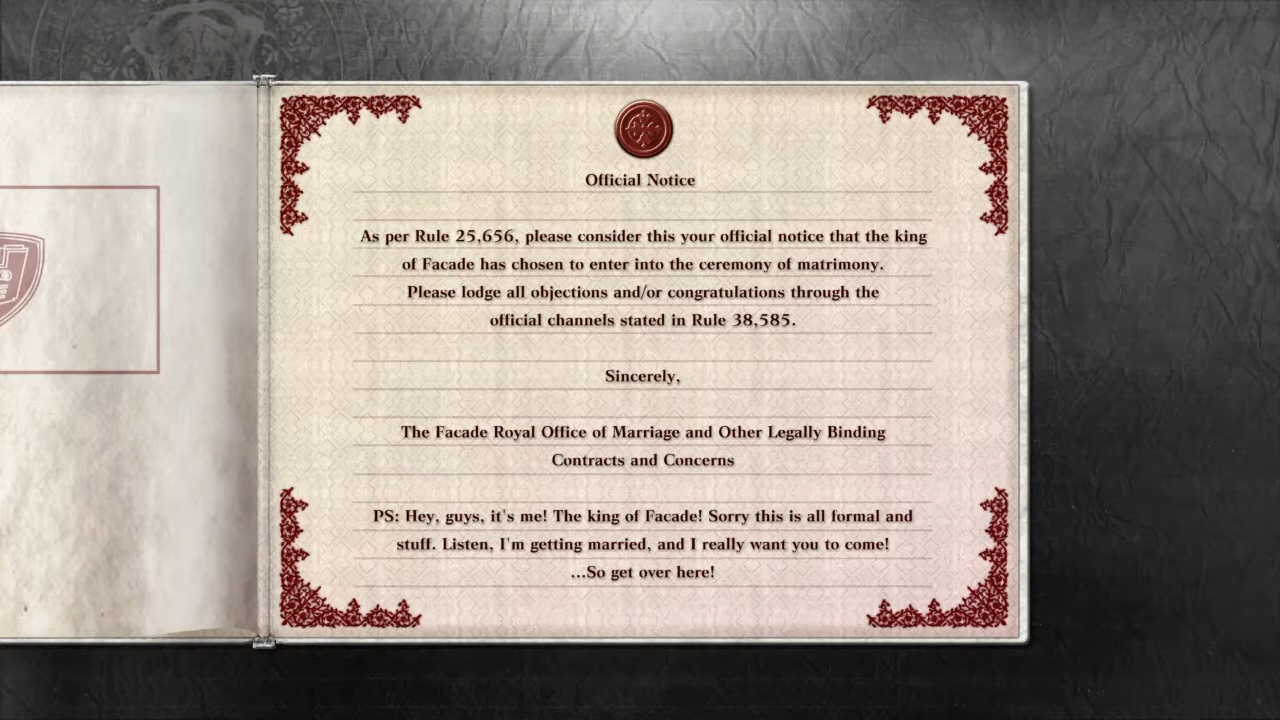 Official Notice
As per Rule 25,656, please consider this your official notice that the king
of Facade has chosen to enter into the ceremony of matrimony.
Please lodge all objections and/or congratulations through the
official channels stated in Rule 38,585.
Sincerely,
The Facade Royal Office of Marriage and Other Legally Binding
Contracts and Concerns
PS: Hey, guys, it's me! The king of Facade! Sorry this is all formal and
stuff. Listen, I'm getting married, and I really want you to come!
...So get over here!